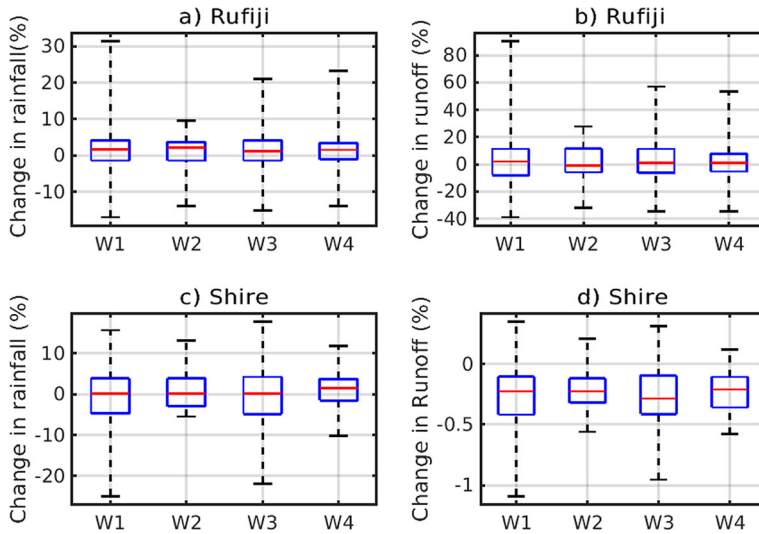 a) Rufiji
Change in rainfall(%)
30
20
10
0
-10
W1 W2 W3 W4
b) Rufiji
Change in runoff (%)
80
60
40
20
0
-20
-40
W1 W2 W3 W4
c) Shire
Change in rainfall (%)
10
0
-10
-20
W1 W2 W3 W4
d) Shire
Change in Runoff (%)
0
-0.5
-1
W1 W2 W3 W4